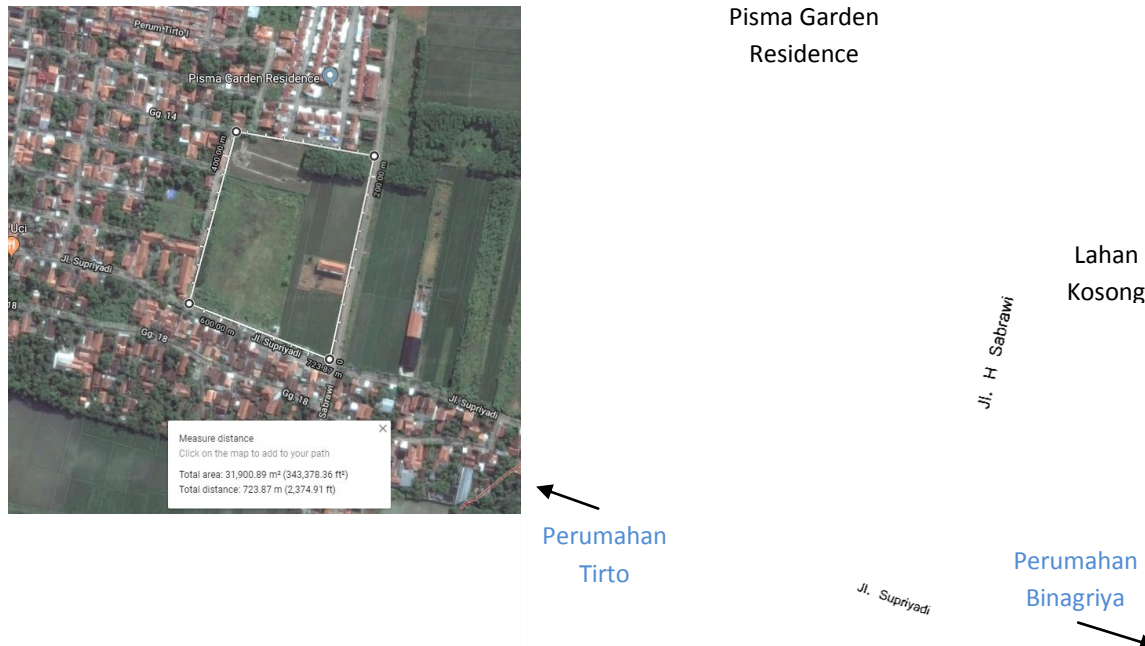 Perum Tirto I
Pisma Garden Residence
Gg. 14
400.00 m
200.00 m
Uci
Jl. Supriyadi
18
Gg. 18
600.00 m
Jl. Supriyadi
723.87 m
0
Gg. 18
Sabrawi
Jl. Supriyadi
Measure distance
Click on the map to add to your path
Total area: 31,900.89 m² (343,378.36 ft²)
Total distance: 723.87 m (2,374.91 ft)
Pisma Garden
Residence
Lahan
Kosong
Jl. H Sabrawi
Perumahan
Tirto
Jl. Supriyadi
Perumahan
Binagriya